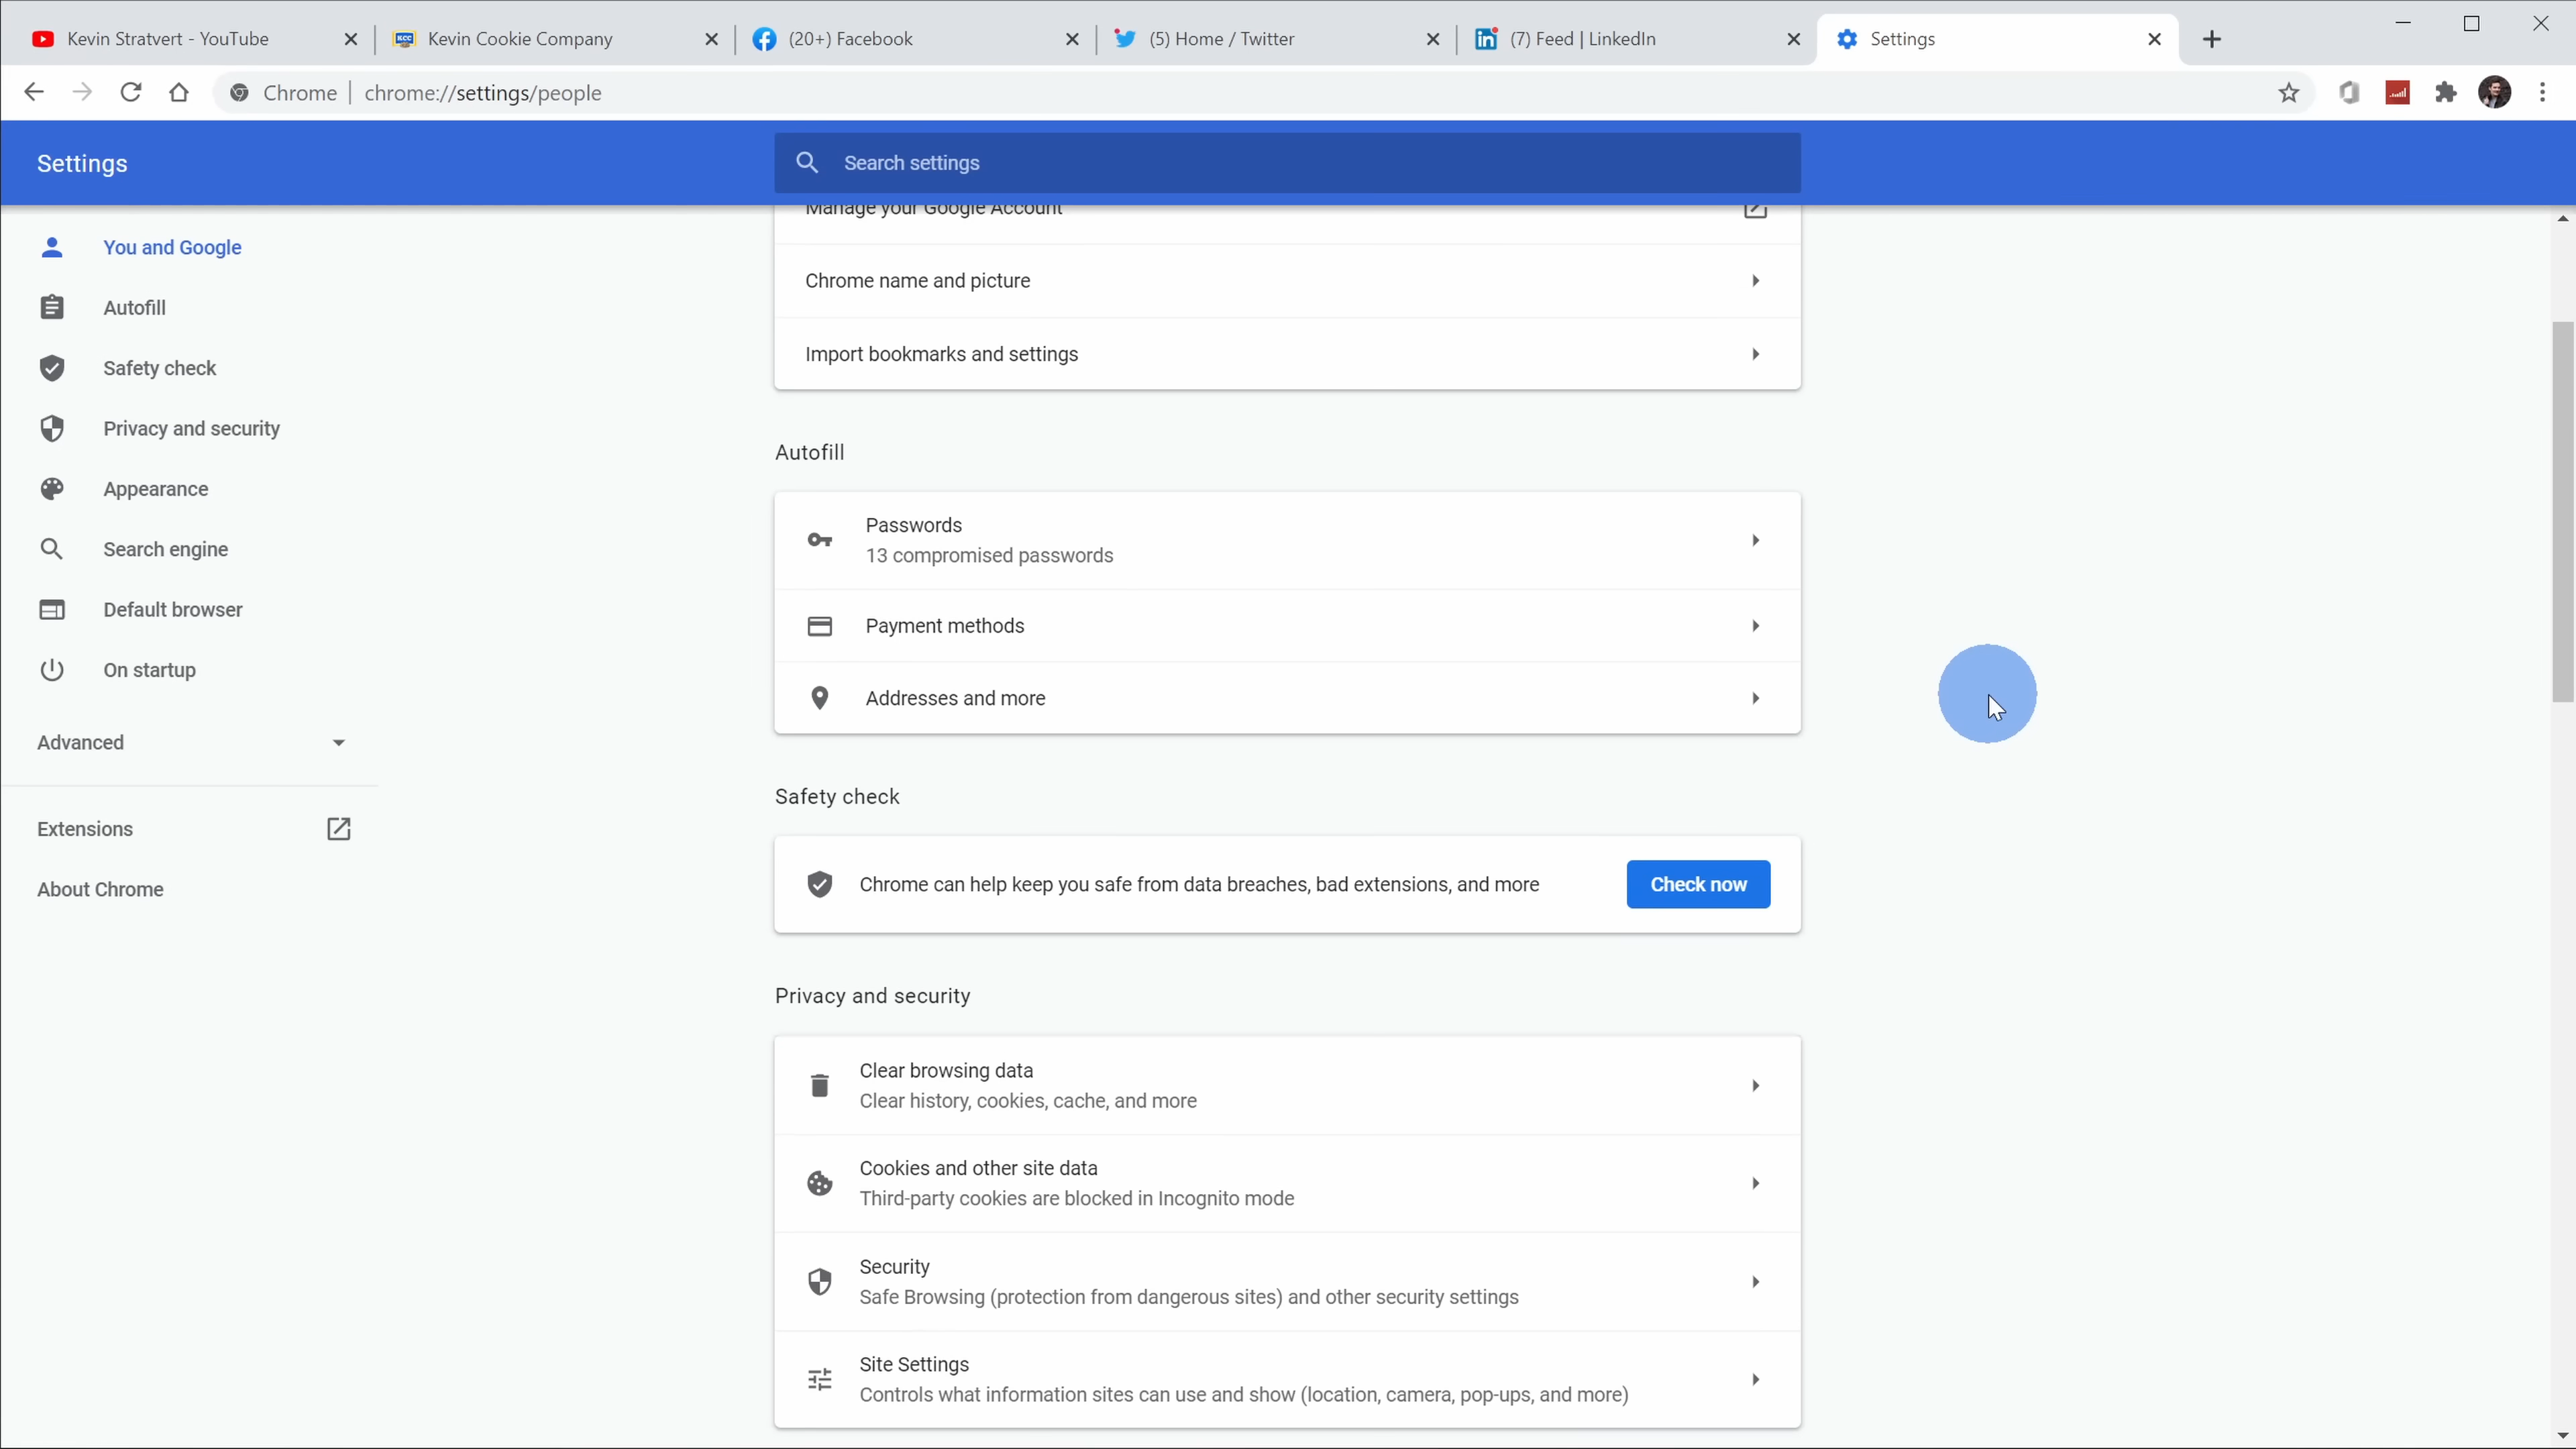 Kevin Stratvert - YouTube
Kevin Cookie Company
(20+) Facebook
(5) Home / Twitter
(7) Feed | LinkedIn
Settings
Chrome
chrome://settings/people
Settings
Search settings
You and Google
Autofill
Safety check
Privacy and security
Appearance
Search engine
Default browser
On startup
Advanced
Extensions
About Chrome
Manage your Google Account
Chrome name and picture
Import bookmarks and settings
Autofill
Passwords
13 compromised passwords
Payment methods
Addresses and more
Safety check
Chrome can help keep you safe from data breaches, bad extensions, and more
Check now
Privacy and security
Clear browsing data
Clear history, cookies, cache, and more
Cookies and other site data
Third-party cookies are blocked in Incognito mode
Security
Safe Browsing (protection from dangerous sites) and other security settings
Site Settings
Controls what information sites can use and show (location, camera, pop-ups, and more)